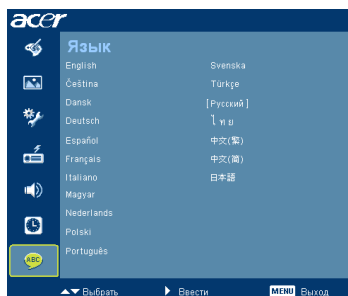 acer
Язык
English
Čeština
Dansk
Deutsch
Español
Français
Italiano
Magyar
Nederlands
Polski
Português
Svenska
Türkçe
[Русский]
ไทย
中文(繁)
中文(簡)
日本語
ABC
Выбрать
Ввести
MENU Выход